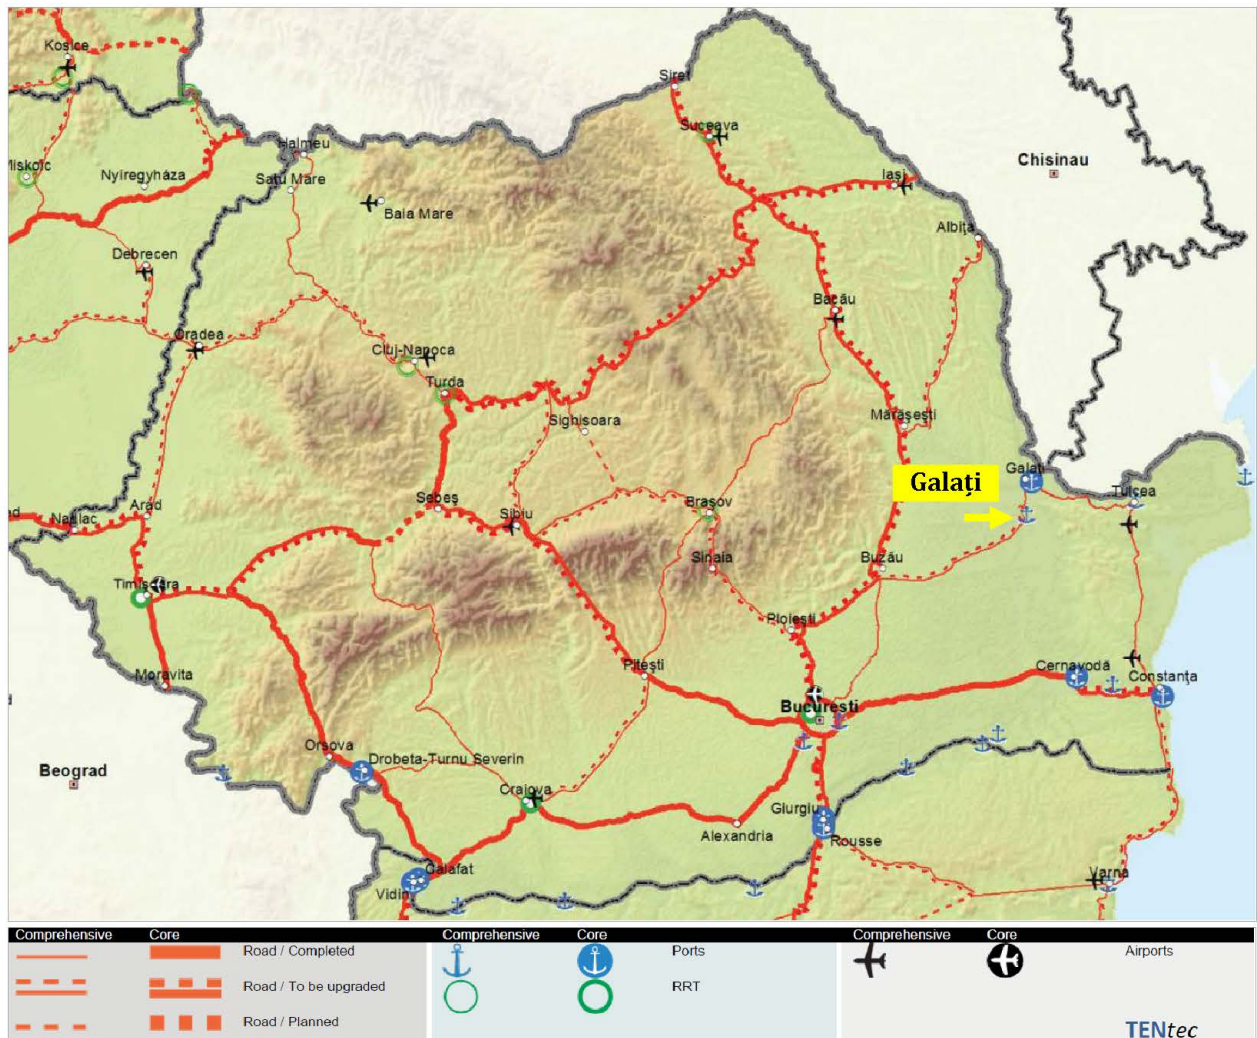 Kosice
Siret
Suceava
Halmeu
Miskolc
Nyiregyháza
Satu Mare
Baia Mare
Iași
Chisinau
Albița
Debrecen
Bacău
Oradea
Cluj-Napoca
Turda
Sighisoara
Mărășești
Galați
Galați
Tulcea
Sebeș
Brașov
Arad
Nadlac
Sibiu
Sinaia
Buzău
Timișoara
Ploiești
Moravita
Pitești
Cernavodă
Constanța
București
Orșova
Drobeta-Turnu Severin
Beograd
Craiova
Giurgiu
Alexandria
Rousse
Calafat
Vidin
Varna
Comprehensive Core
Road / Completed
Road / To be upgraded
Road / Planned
Comprehensive Core
Ports
RRT
Comprehensive Core
Airports
TENtec